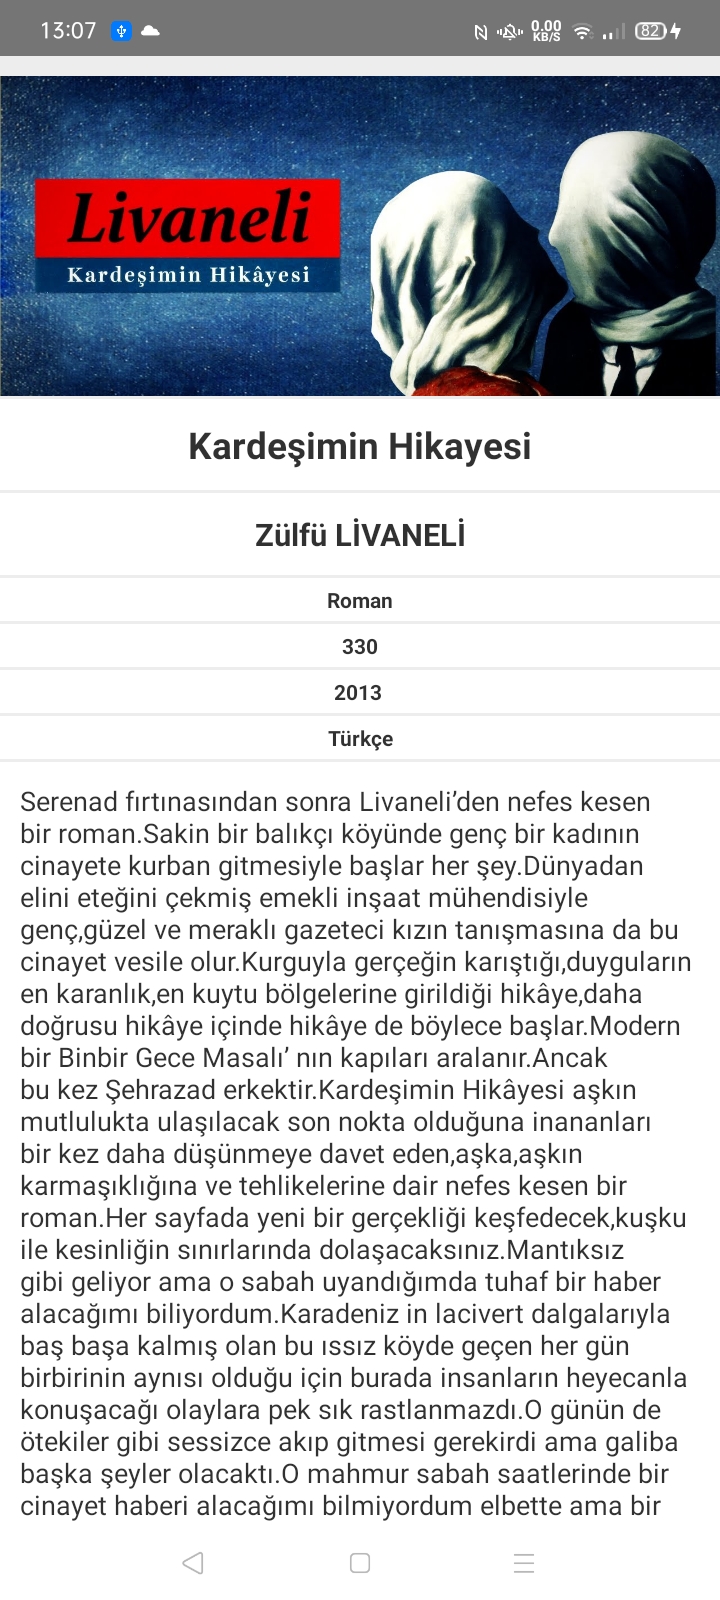 13:07
0.00
KB/S
82
Livaneli
Kardeşimin Hikâyesi
Kardeşimin Hikayesi
Zülfü LİVANELİ
Roman
330
2013
Türkçe
Serenad fırtınasından sonra Livaneli’den nefes kesen
bir roman.Sakin bir balıkçı köyünde genç bir kadının
cinayete kurban gitmesiyle başlar her şey.Dünyadan
elini eteğini çekmiş emekli inşaat mühendisiyle
genç,güzel ve meraklı gazeteci kızın tanışmasına da bu
cinayet vesile olur.Kurguyla gerçeğin karıştığı,duyguların
en karanlık,en kuytu bölgelerine girildiği hikâye,daha
doğrusu hikâye içinde hikâye de böylece başlar.Modern
bir Binbir Gece Masalı’ nın kapıları aralanır.Ancak
bu kez Şehrazad erkektir.Kardeşimin Hikâyesi aşkın
mutlulukta ulaşılacak son nokta olduğuna inananları
bir kez daha düşünmeye davet eden,aşka,aşkın
karmaşıklığına ve tehlikelerine dair nefes kesen bir
roman.Her sayfada yeni bir gerçekliği keşfedecek,kuşku
ile kesinliğin sınırlarında dolaşacaksınız.Mantıksız
gibi geliyor ama o sabah uyandığımda tuhaf bir haber
alacağımı biliyordum.Karadeniz in lacivert dalgalarıyla
baş başa kalmış olan bu ıssız köyde geçen her gün
birbirinin aynısı olduğu için burada insanların heyecanla
konuşacağı olaylara pek sık rastlanmazdı.O günün de
ötekiler gibi sessizce akıp gitmesi gerekirdi ama galiba
başka şeyler olacaktı.O mahmur sabah saatlerinde bir
cinayet haberi alacağımı bilmiyordum elbette ama bir